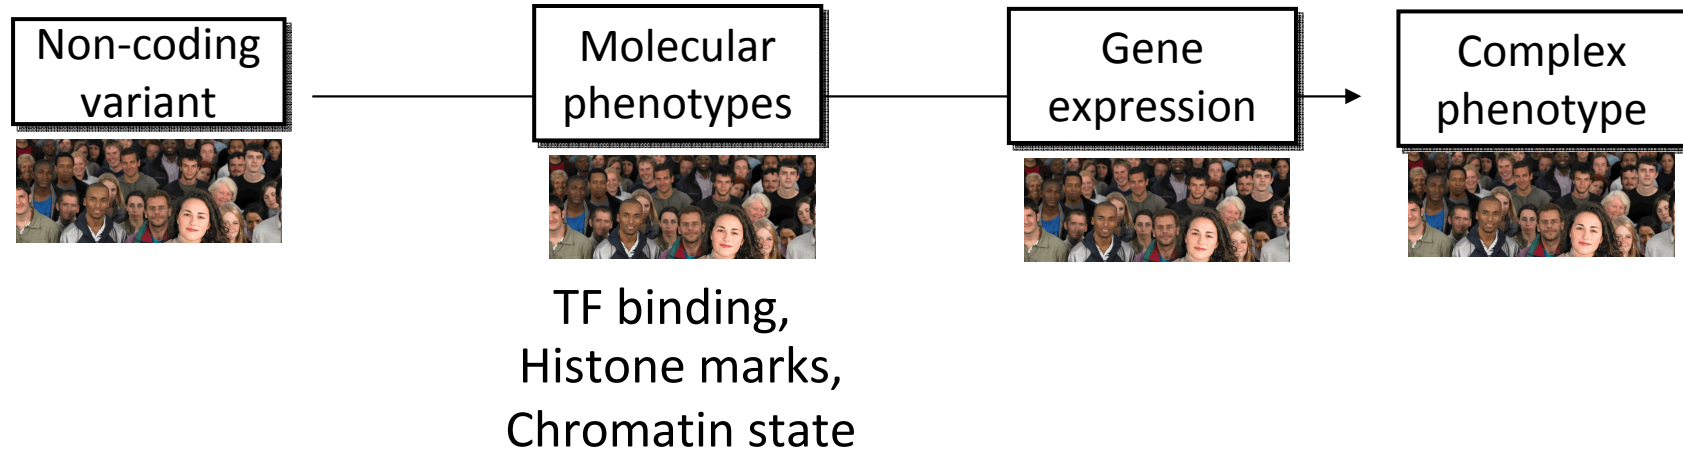 Non-coding
variant
Molecular
phenotypes
Gene
expression
Complex
phenotype
TF binding,
Histone marks,
Chromatin state